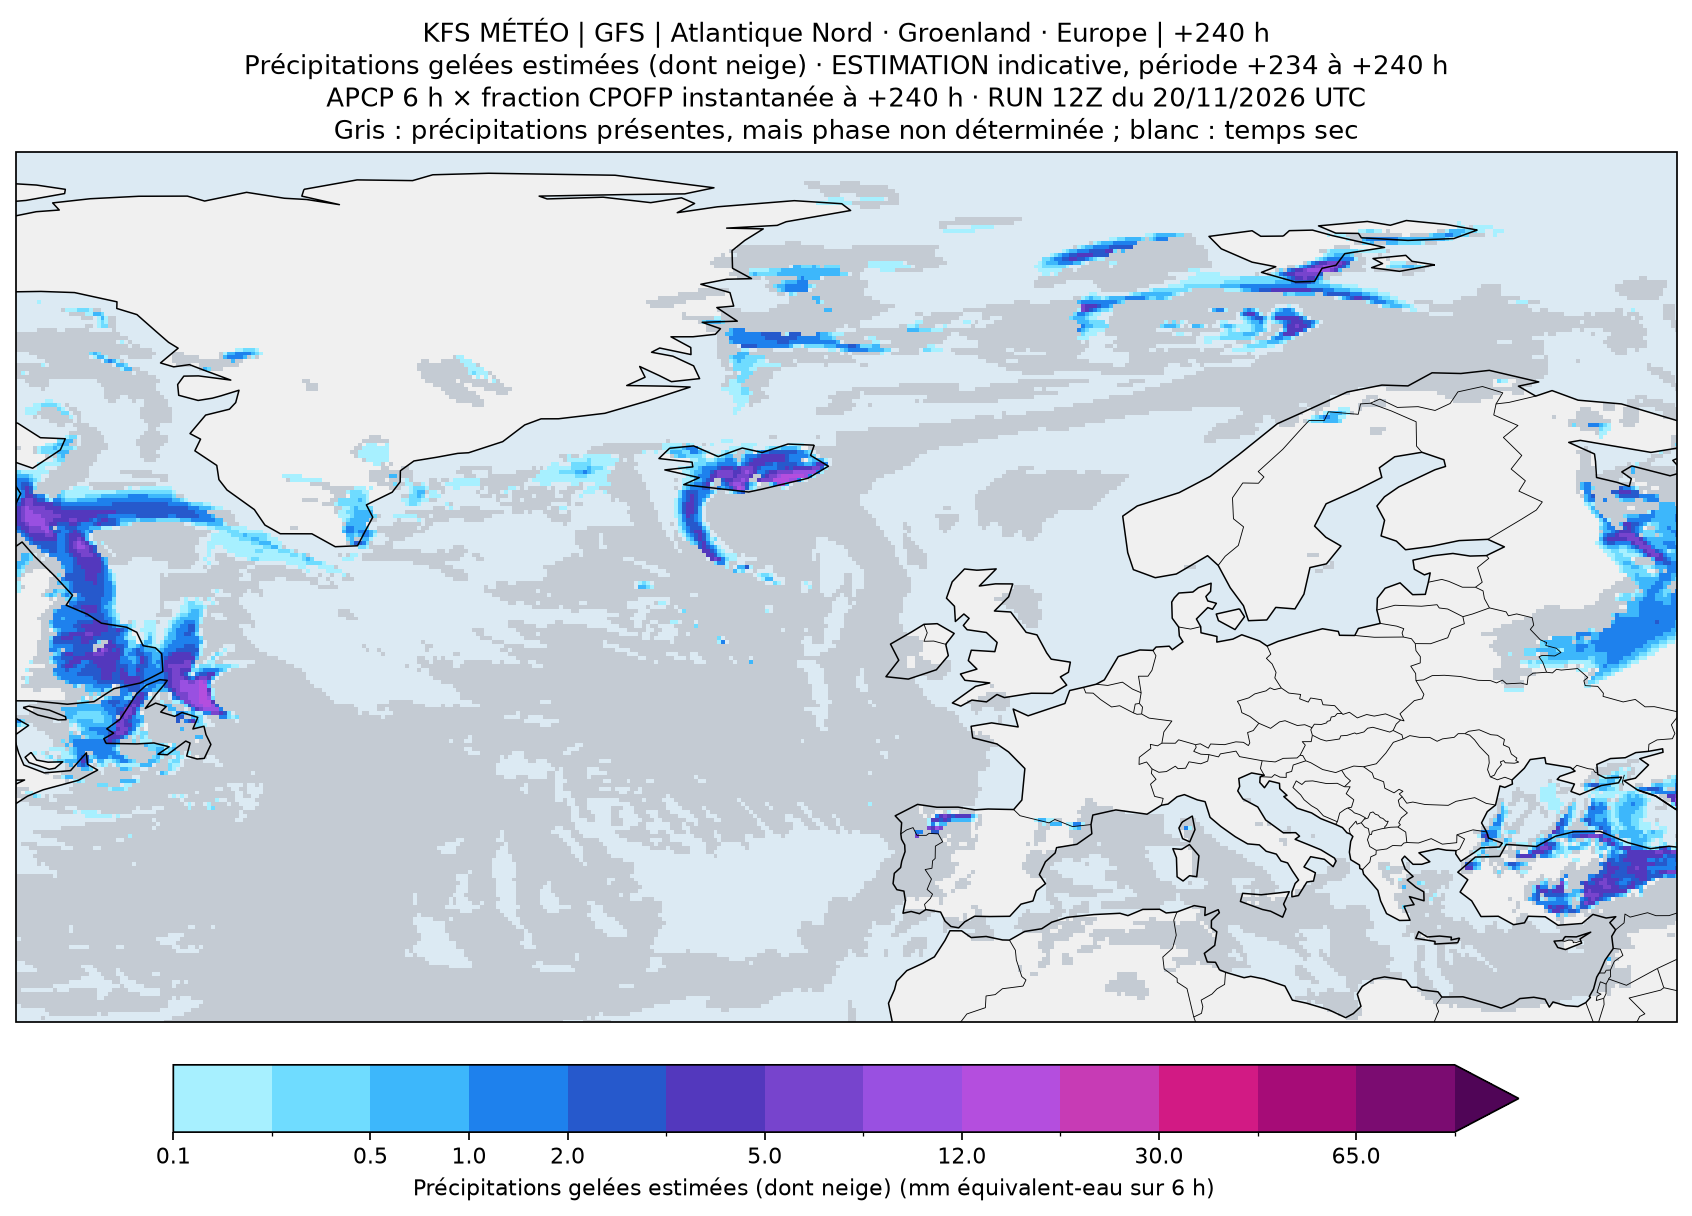 KFS MÉTÉO | GFS | Atlantique Nord · Groenland · Europe | +240 h
Précipitations gelées estimées (dont neige) · ESTIMATION indicative, période +234 à +240 h
APCP 6 h × fraction CPOFP instantanée à +240 h · RUN 12Z du 20/11/2026 UTC
Gris : précipitations présentes, mais phase non déterminée ; blanc : temps sec
0.1 0.5 1.0 2.0 5.0 12.0 30.0 65.0
Précipitations gelées estimées (dont neige) (mm équivalent-eau sur 6 h)